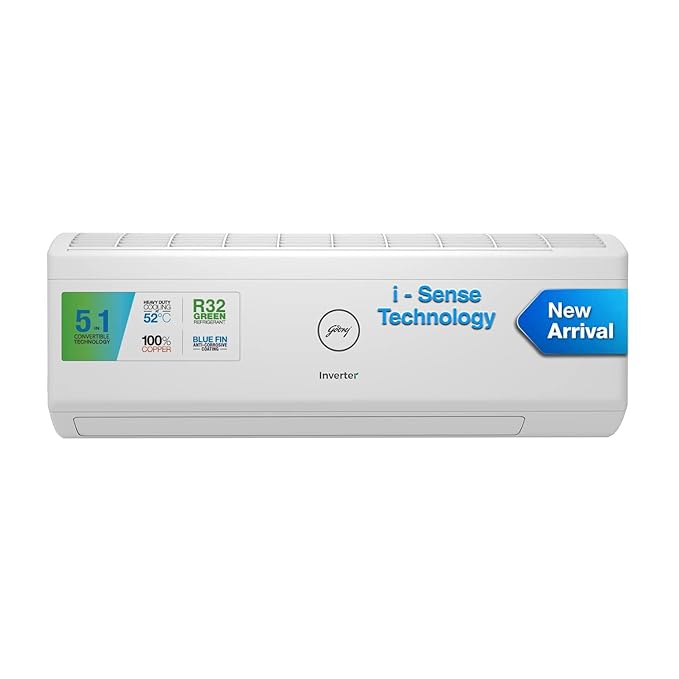 5 IN 1
CONVERTIBLE
TECHNOLOGY
HEAVY DUTY
COOLING
52°C
100%
COPPER
R32
GREEN
REFRIGERANT
BLUE FIN
ANTI-CORROSIVE
COATING
Godrej
Inverter
i - Sense
Technology
New
Arrival